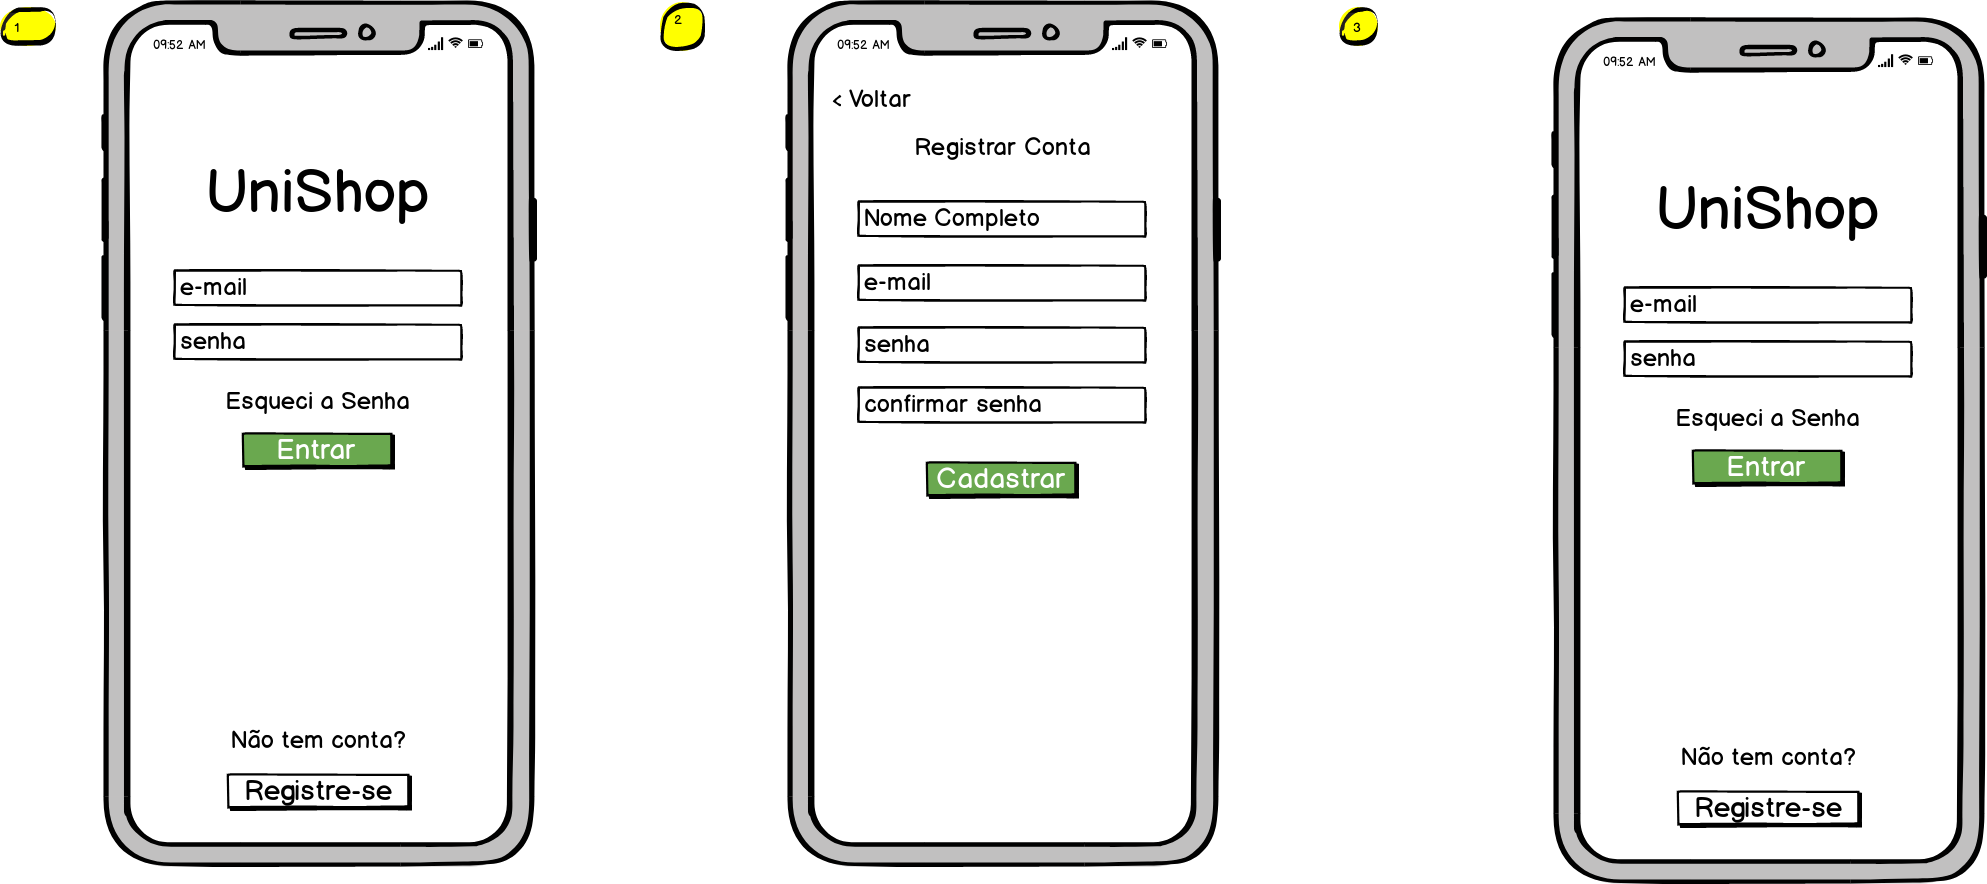 1
09:52 AM
UniShop
e-mail
senha
Esqueci a Senha
Entrar
Não tem conta?
Registre-se
2
09:52 AM
< Voltar
Registrar Conta
Nome Completo
e-mail
senha
confirmar senha
Cadastrar
3
09:52 AM
UniShop
e-mail
senha
Esqueci a Senha
Entrar
Não tem conta?
Registre-se